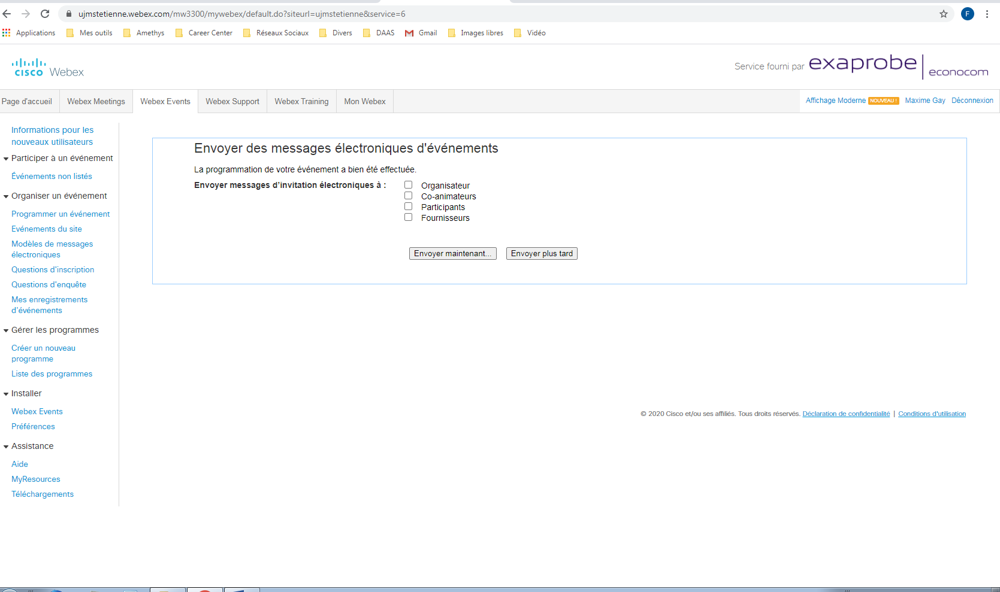 ujmstetienne.webex.com/mw3300/mywebex/default.do?siteurl=ujmstetienne&service=6
F
Applications Mes outils Amethys Career Center Réseaux Sociaux Divers DAAS Gmail Images libres Vidéo
CISCO Webex
Service fourni par exaprobe | econocom
Page d'accueil Webex Meetings Webex Events Webex Support Webex Training Mon Webex
Affichage Moderne NOUVEAU ! Maxime Gay Déconnexion
Informations pour les
nouveaux utilisateurs
Participer à un événement
Événements non listés
Organiser un événement
Programmer un événement
Evénements du site
Modèles de messages
électroniques
Questions d'inscription
Questions d'enquête
Mes enregistrements
d'événements
Gérer les programmes
Créer un nouveau
programme
Liste des programmes
Installer
Webex Events
Préférences
Assistance
Aide
MyResources
Téléchargements
Envoyer des messages électroniques d'événements
La programmation de votre événement a bien été effectuée.
Envoyer messages d'invitation électroniques à :
Organisateur
Co-animateurs
Participants
Fournisseurs
Envoyer maintenant... Envoyer plus tard
© 2020 Cisco et/ou ses affiliés. Tous droits réservés. Déclaration de confidentialité | Conditions d'utilisation